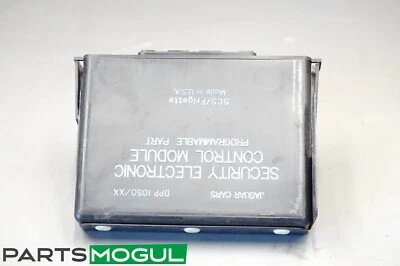 JAGUAR CARS
DPP 1050/XX
SECURITY ELECTRONIC
CONTROL MODULE
PROGRAMMABLE PART
SCS/Frigette
Made in U.S.A.
PARTSMOGUL